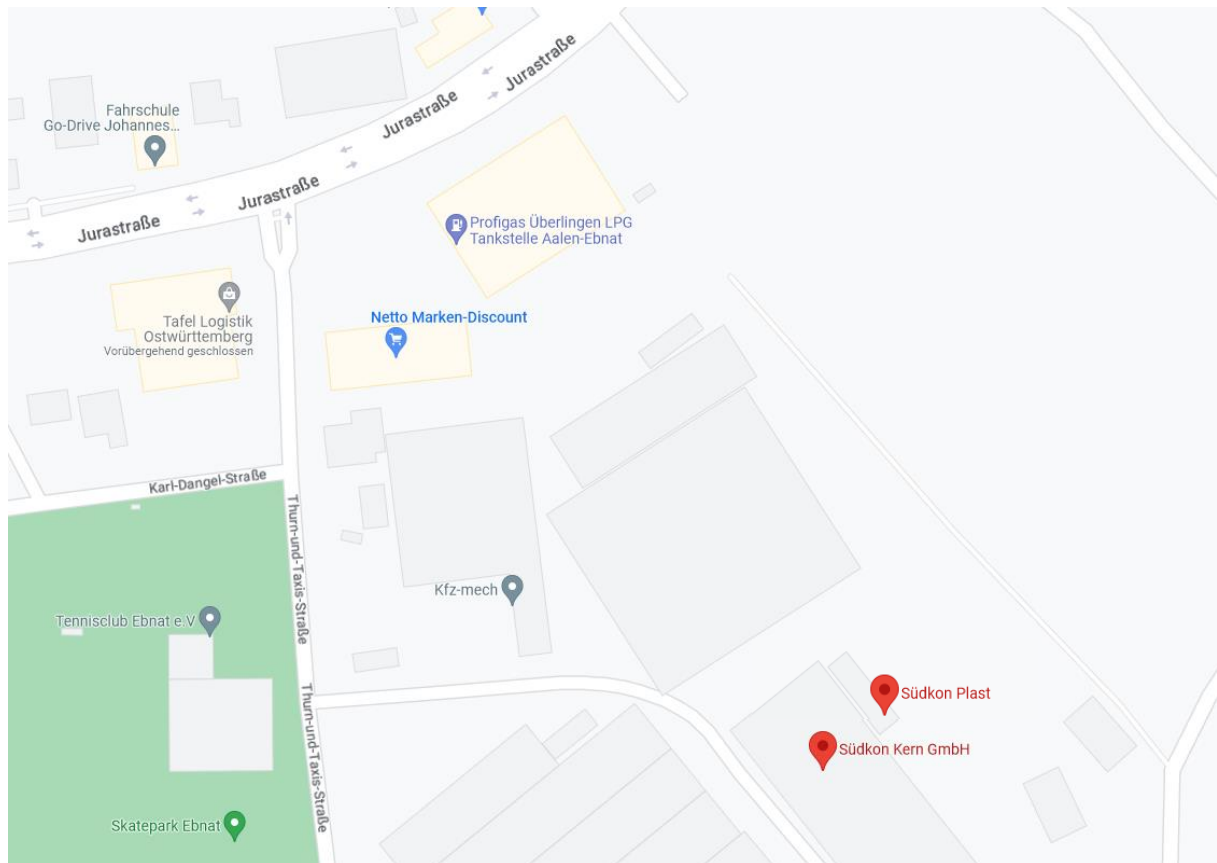 Jurastraße
Jurastraße
Fahrschule
Go-Drive Johannes...
Jurastraße
Jurastraße
Profigas Überlingen LPG
Tankstelle Aalen-Ebnat
Tafel Logistik
Ostwürttemberg
Vorübergehend geschlossen
Netto Marken-Discount
Karl-Dangel-Straße
Thurn-und-Taxis-Straße
Kfz-mech
Tennisclub Ebnat e.V
Thurn-und-Taxis-Straße
Südkon Plast
Südkon Kern GmbH
Skatepark Ebnat